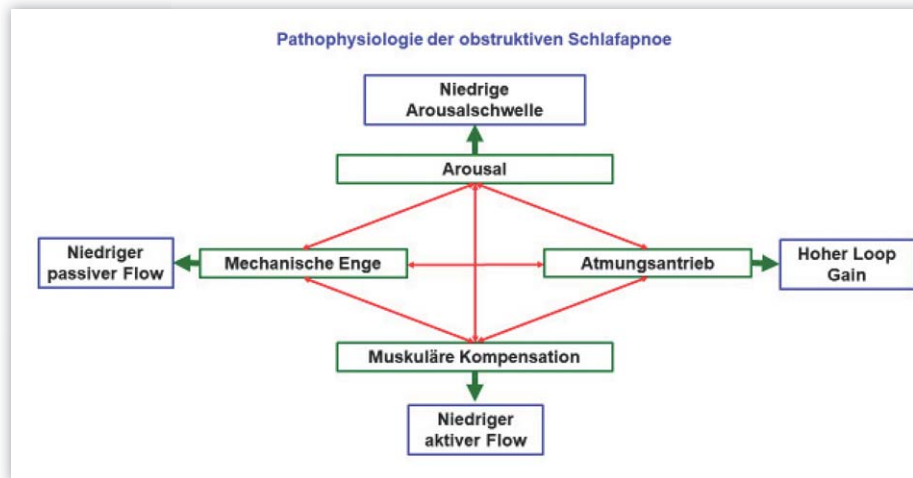 Pathophysiologie der obstruktiven Schlafapnoe
Niedrige
Arousalschwelle
Arousal
Niedriger
passiver Flow
Mechanische Enge
Atmungsantrieb
Hoher Loop
Gain
Muskuläre Kompensation
Niedriger
aktiver Flow